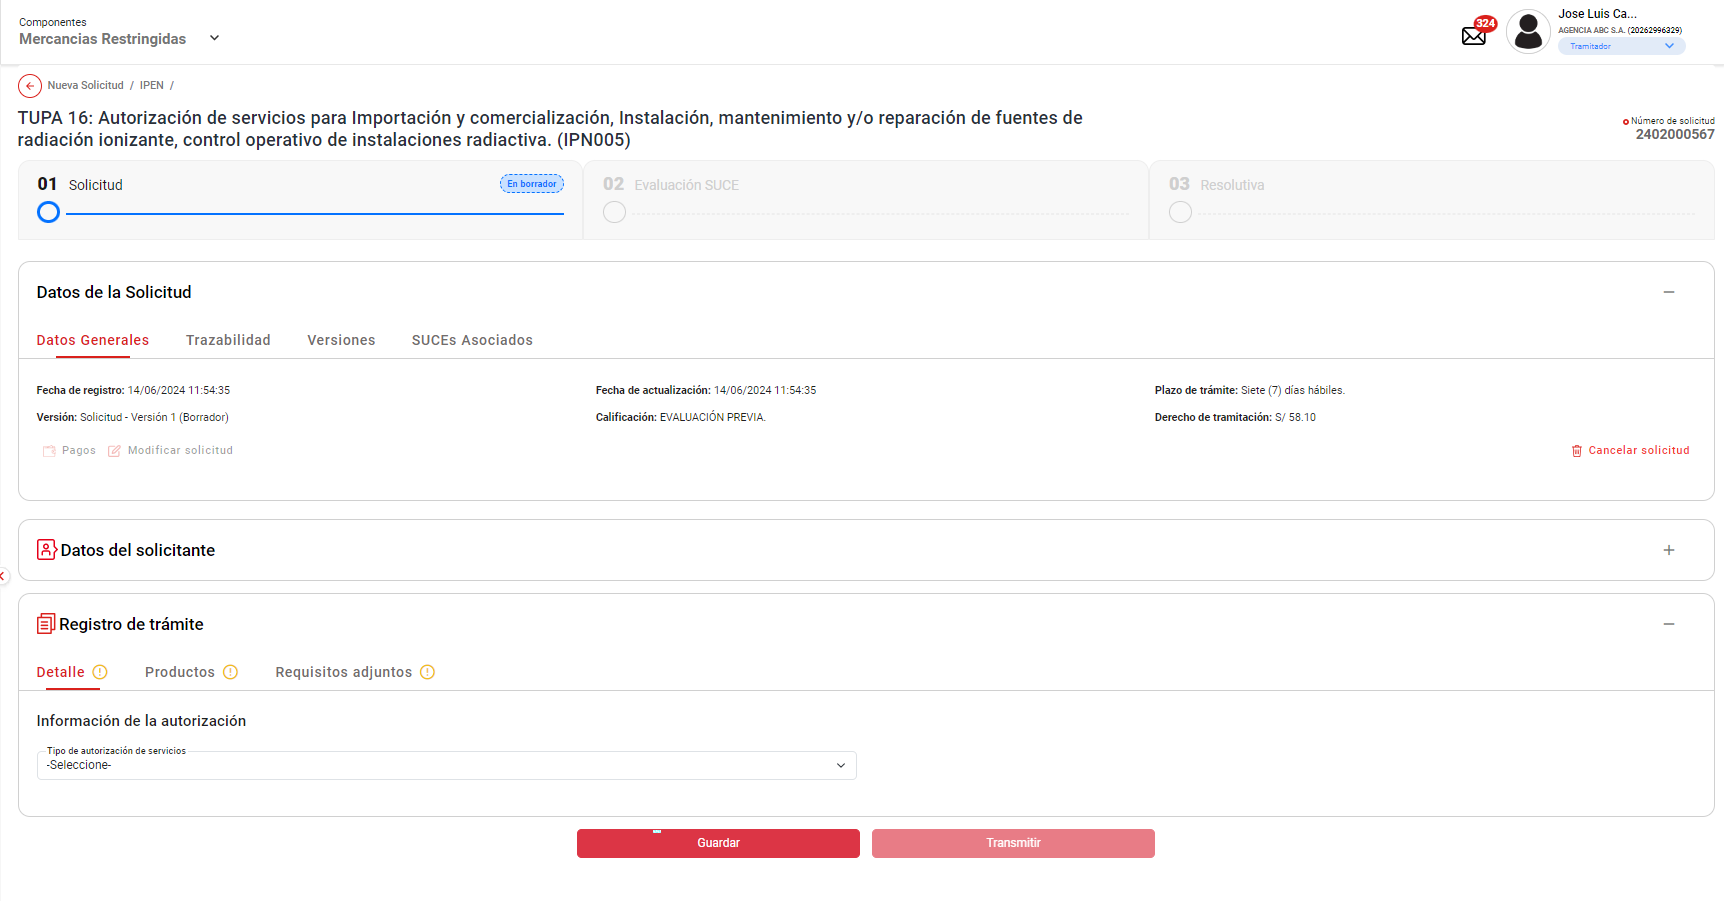 Componentes
Mercancias Restringidas
324
Jose Luis Ca...
AGENCIA ABC S.A. (20262996329)
Tramitador
Nueva Solicitud / IPEN /
TUPA 16: Autorización de servicios para Importación y comercialización, Instalación, mantenimiento y/o reparación de fuentes de
radiación ionizante, control operativo de instalaciones radiactiva. (IPN005)
Número de solicitud
2402000567
01 Solicitud
En borrador
02 Evaluación SUCE
03 Resolutiva
Datos de la Solicitud
Datos Generales
Trazabilidad
Versiones
SUCEs Asociados
Fecha de registro: 14/06/2024 11:54:35
Fecha de actualización: 14/06/2024 11:54:35
Plazo de trámite: Siete (7) días hábiles.
Versión: Solicitud - Versión 1 (Borrador)
Calificación: EVALUACIÓN PREVIA.
Derecho de tramitación: S/ 58.10
Pagos
Modificar solicitud
Cancelar solicitud
Datos del solicitante
Registro de trámite
Detalle
Productos
Requisitos adjuntos
Información de la autorización
Tipo de autorización de servicios
-Seleccione-
Guardar
Transmitir